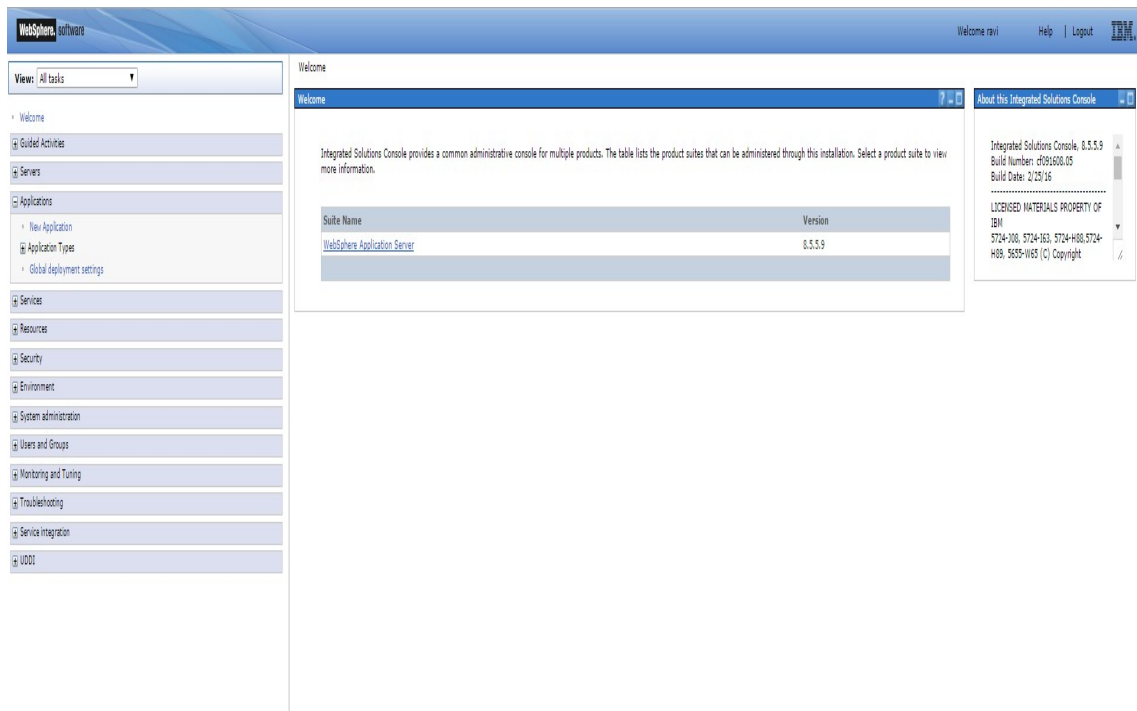 WebSphere. software
Welcome ravi Help | Logout IBM.
View: All tasks
Welcome
Guided Activities
Servers
Applications
New Application
Application Types
Global deployment settings
Services
Resources
Security
Environment
System administration
Users and Groups
Monitoring and Tuning
Troubleshooting
Service integration
UDDI
Welcome
Welcome
Integrated Solutions Console provides a common administrative console for multiple products. The table lists the product suites that can be administered through this installation. Select a product suite to view
more information.
Suite Name Version
WebSphere Application Server 8.5.5.9
About this Integrated Solutions Console
Integrated Solutions Console, 8.5.5.9
Build Number: cf091608.05
Build Date: 2/25/16
----------------------------------------
LICENSED MATERIALS PROPERTY OF
IBM
5724-J08, 5724-I63, 5724-H88,5724-
H89, 5655-W65 (C) Copyright